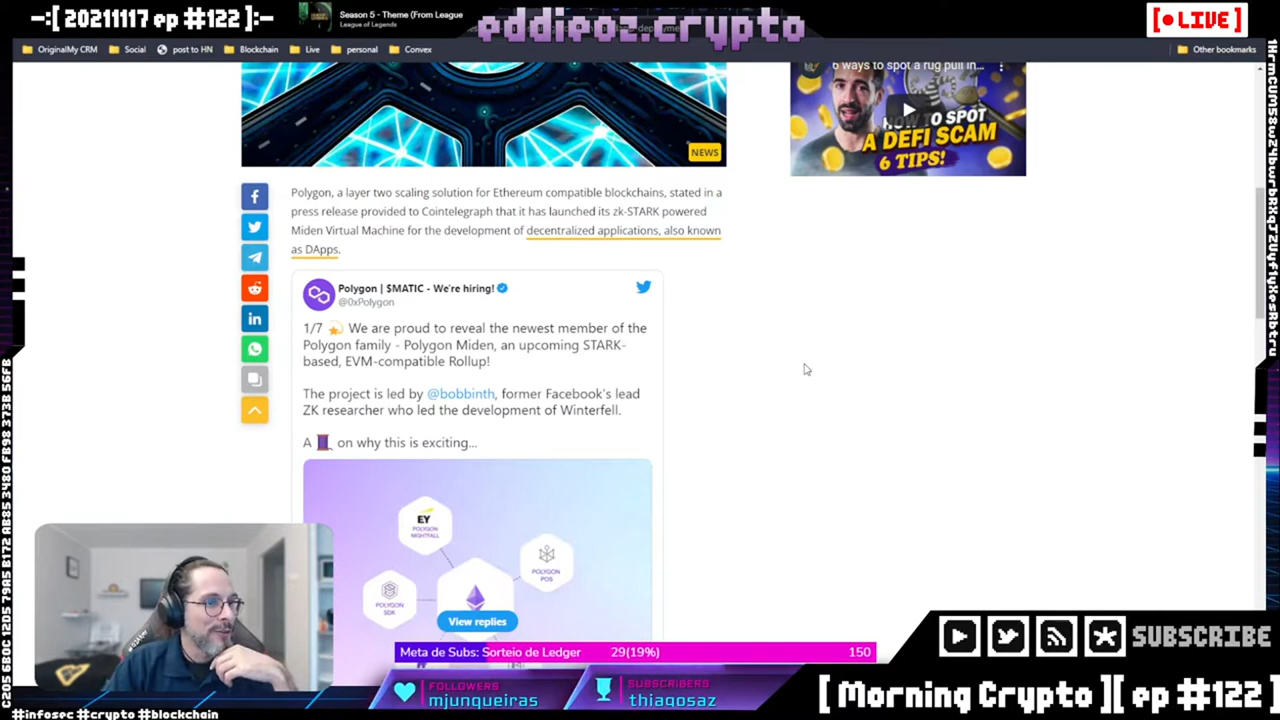 -:[ 20211117 ep #122 ]:-
Season 5 - Theme (From League
League of Legends
eddieoz.crypto
[●LIVE]
OriginalMy CRM
Social
post to HN
Blockchain
Live
personal
Convex
Other bookmarks
6 ways to spot a rug pull in...
HOW TO SPOT
A DEFI SCAM
6 TIPS!
NEWS
Polygon, a layer two scaling solution for Ethereum compatible blockchains, stated in a
press release provided to Cointelegraph that it has launched its zk-STARK powered
Miden Virtual Machine for the development of decentralized applications, also known
as DApps.
Polygon | $MATIC - We're hiring!
@0xPolygon
1/7 💫 We are proud to reveal the newest member of the
Polygon family - Polygon Miden, an upcoming STARK-
based, EVM-compatible Rollup!
The project is led by @bobbinth, former Facebook's lead
ZK researcher who led the development of Winterfell.
A 🧵 on why this is exciting...
EY
POLYGON
NIGHTFALL
POLYGON
POS
POLYGON
SDK
View replies
Meta de Subs: Sorteio de Ledger 29(19%) 150
FOLLOWERS
mjunqueiras
SUBSCRIBERS
thiagosaz
SUBSCRIBE
[ Morning Crypto ][ ep #122 ]
#infosec #crypto #blockchain